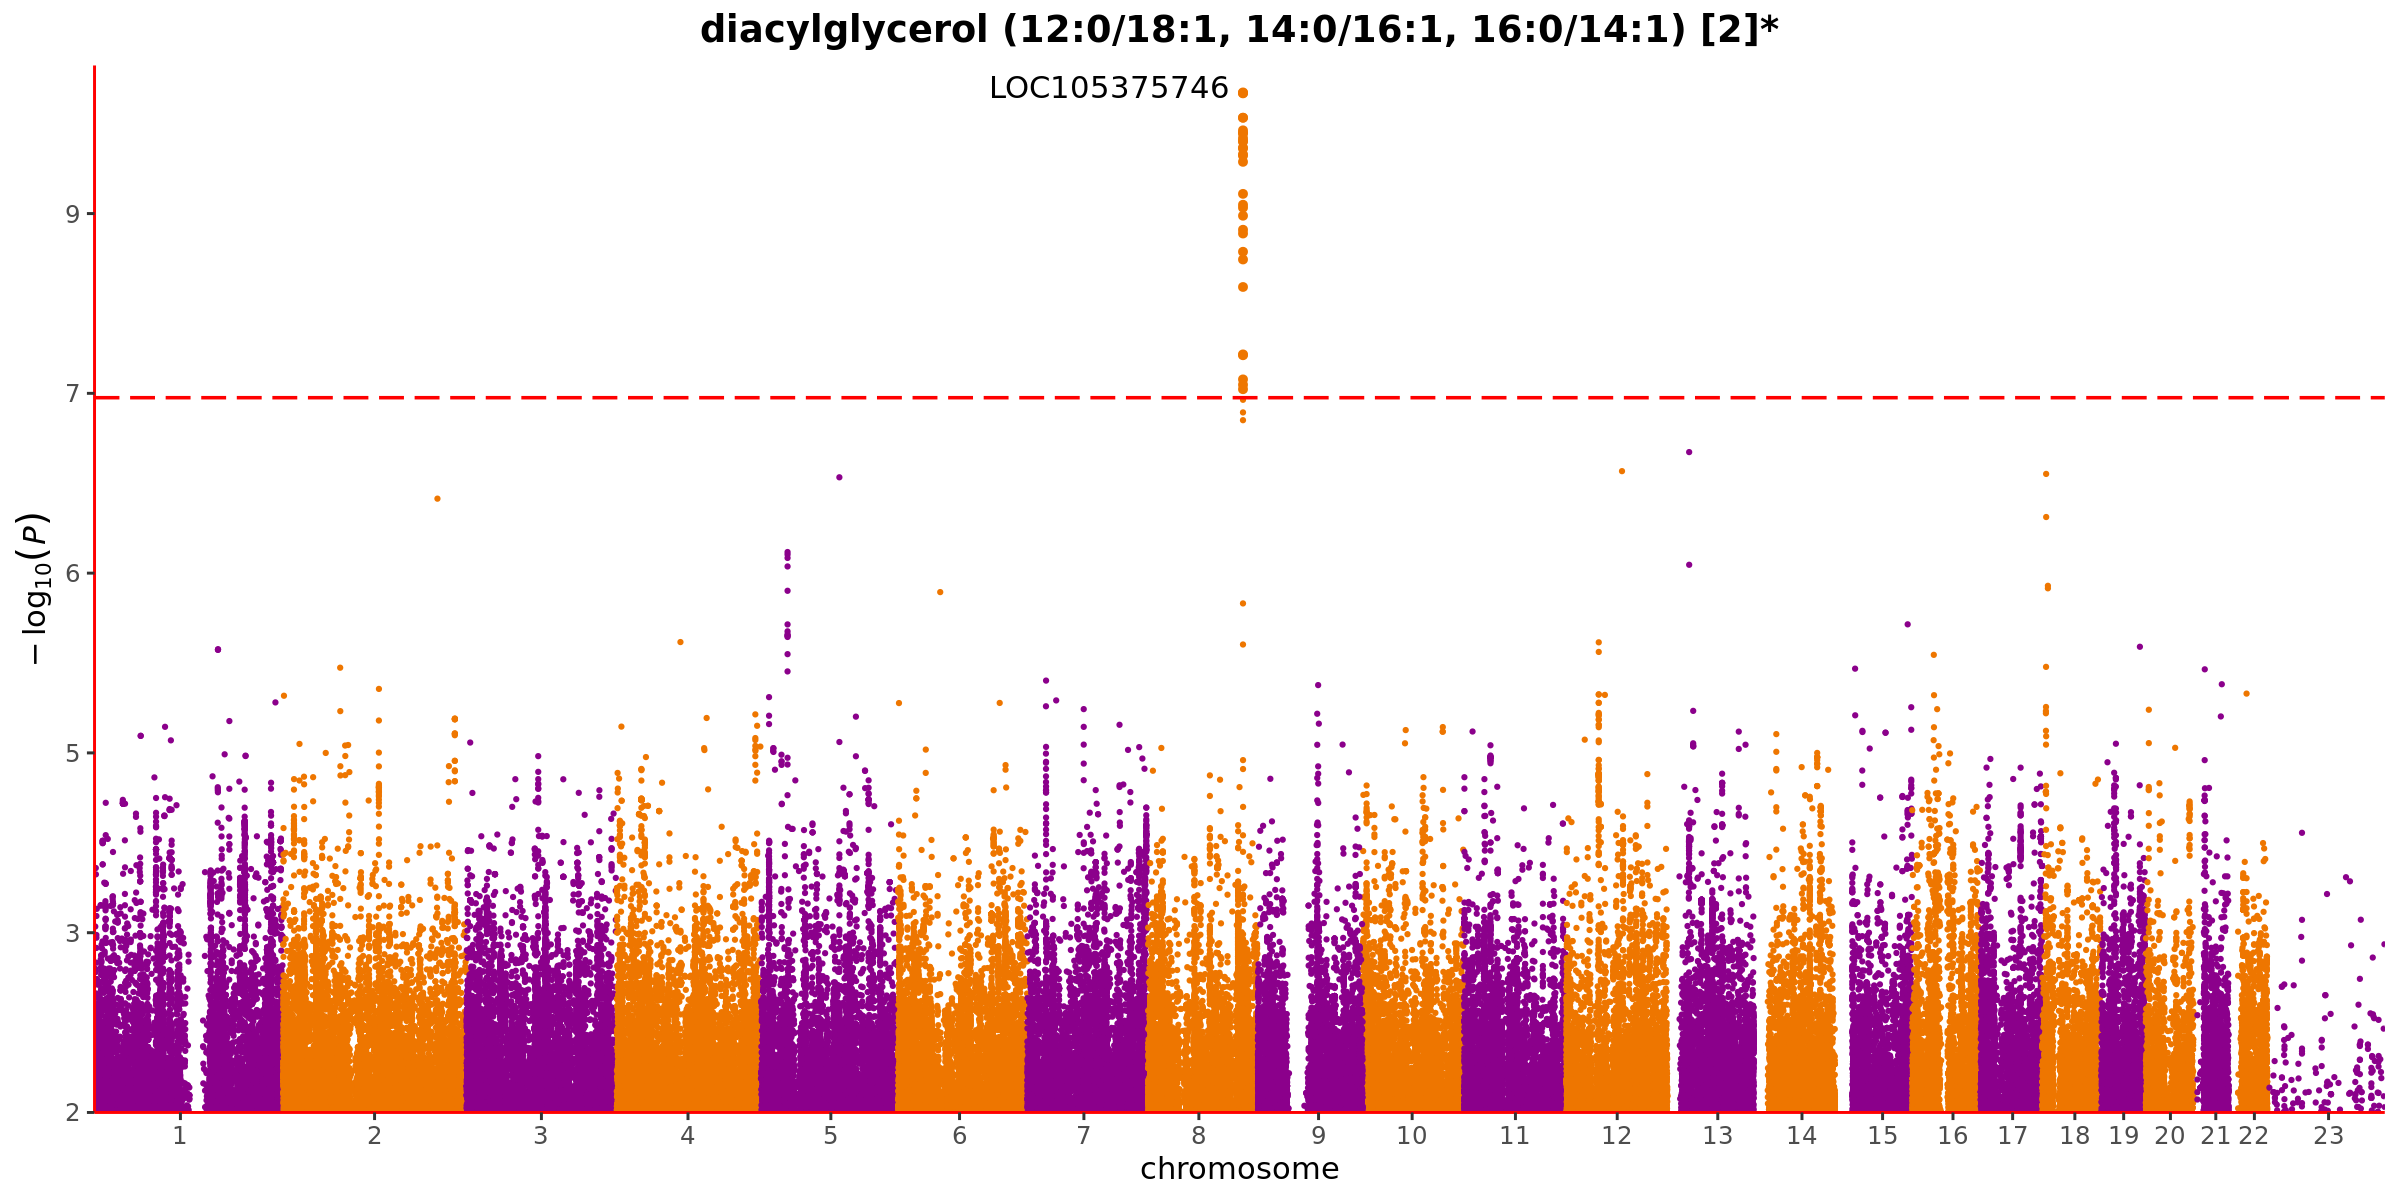 diacylglycerol (12:0/18:1, 14:0/16:1, 16:0/14:1) [2]*
LOC105375746
9
7
6
5
3
2
− log10(P)
1 2 3 4 5 6 7 8 9 10 11 12 13 14 15 16 17 18 19 20 21 22 23
chromosome